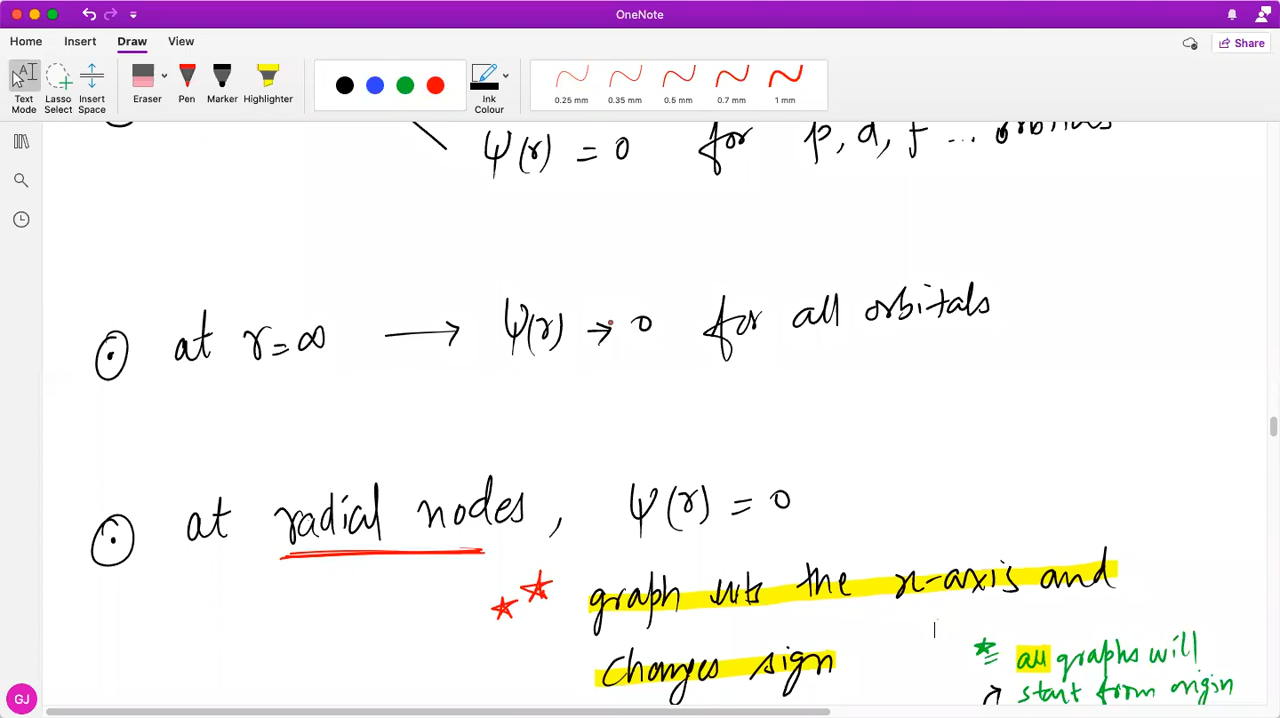 OneNote
Home Insert Draw View
Share
Text Mode
Lasso Select
Insert Space
Eraser
Pen
Marker
Highlighter
Ink Colour
0.25 mm 0.35 mm 0.5 mm 0.7 mm 1 mm
Ψ(r) = 0 for p, d, f ... orbitals
⊙ at r=∞ → Ψ(r) → 0 for all orbitals
⊙ at radial nodes, Ψ(r) = 0
graph cuts the x-axis and
changes sign
all graphs will
start from origin
GJ